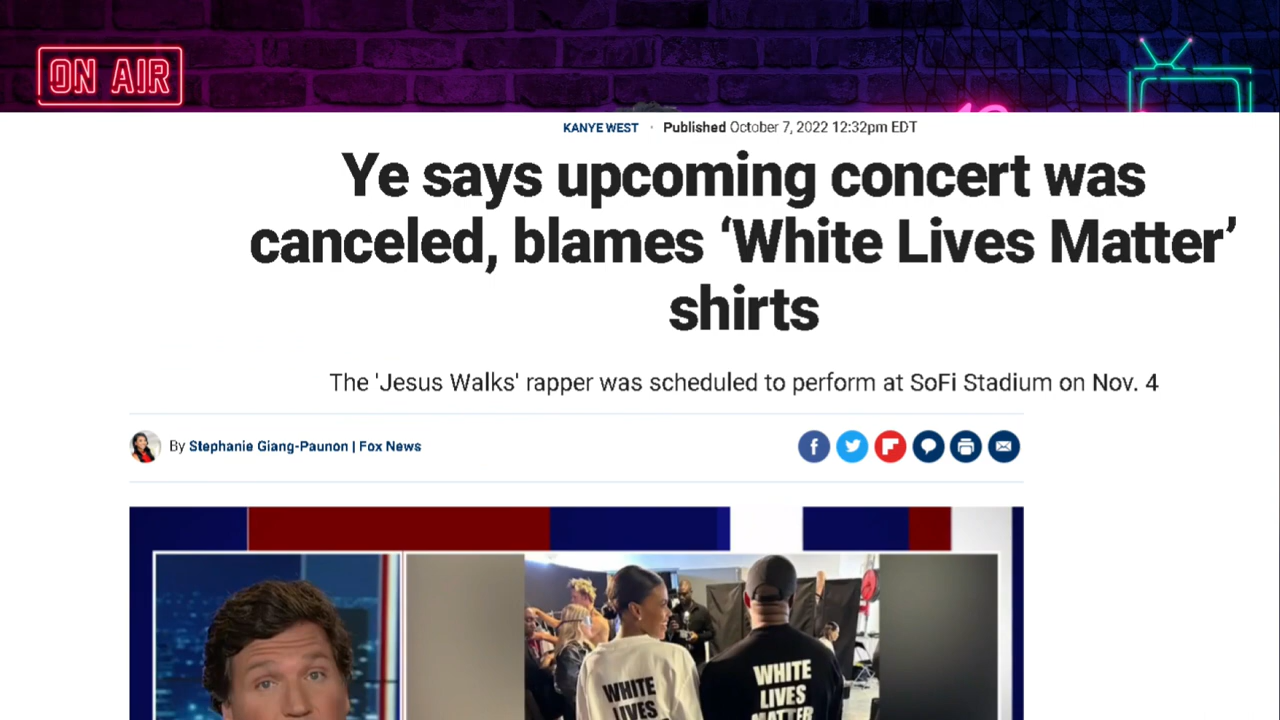 ON AIR
KANYE WEST · Published October 7, 2022 12:32pm EDT
Ye says upcoming concert was
canceled, blames ‘White Lives Matter’
shirts
The 'Jesus Walks' rapper was scheduled to perform at SoFi Stadium on Nov. 4
By Stephanie Giang-Paunon | Fox News
WHITE
LIVES
WHITE
LIVES
MATTER